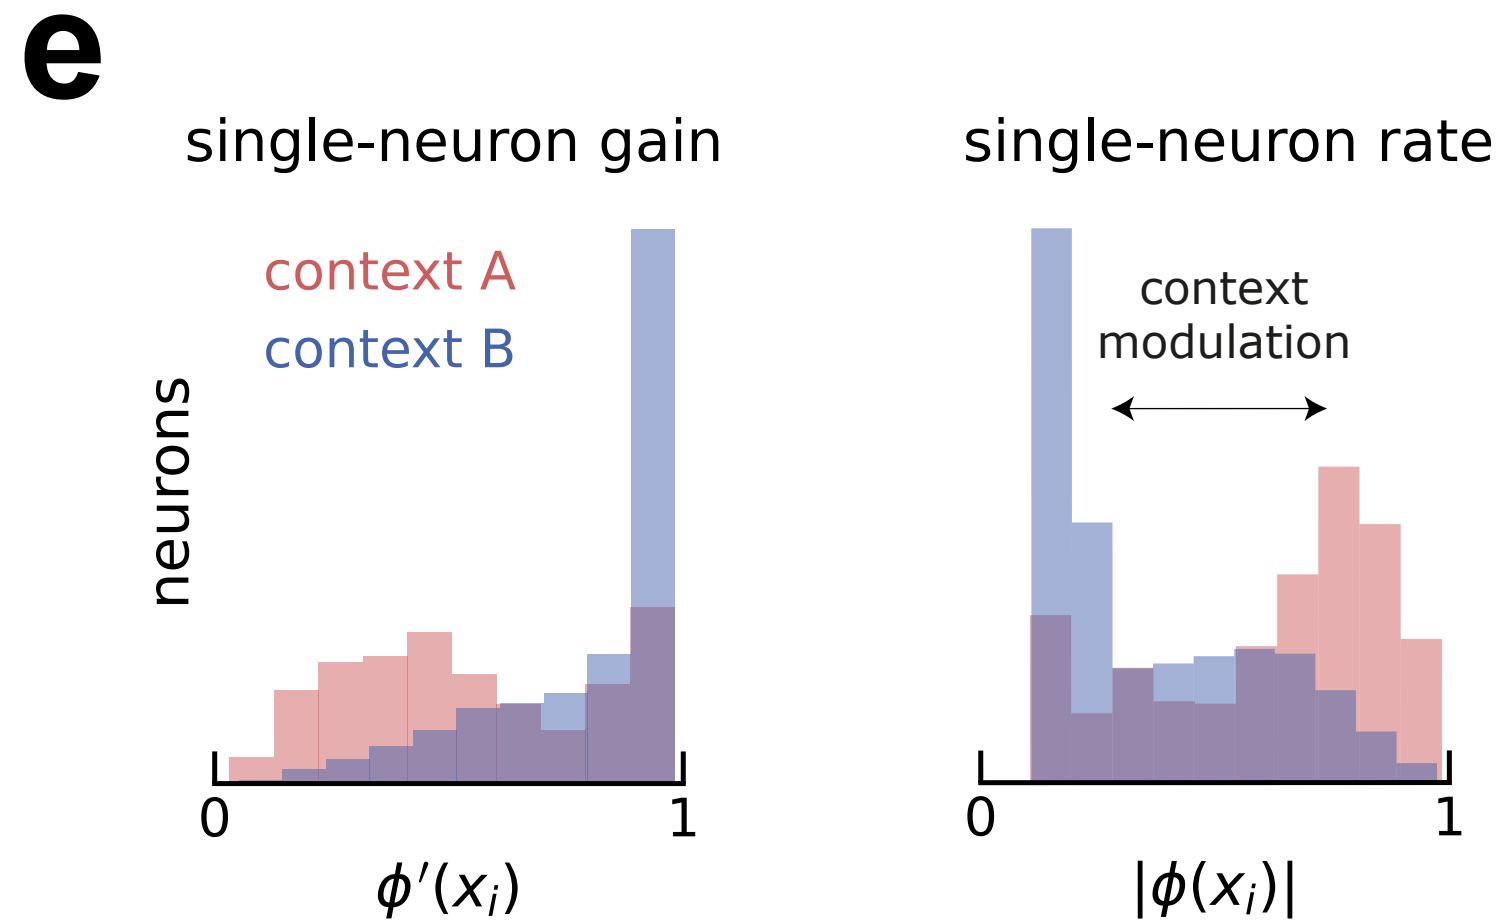 e
single-neuron gain
context A
context B
neurons
0 1
ϕ′(xᵢ)
single-neuron rate
context
modulation
0 1
|ϕ(xᵢ)|